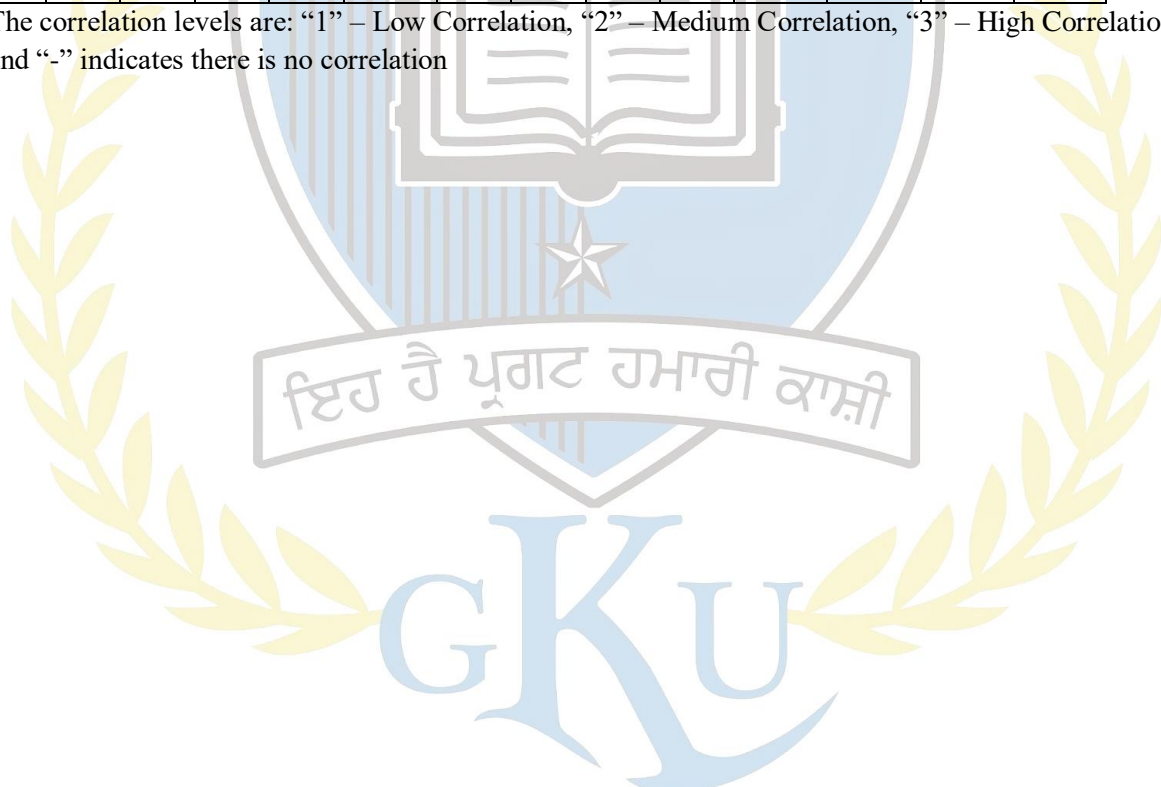 The correlation levels are: “1” – Low Correlation, “2” – Medium Correlation, “3” – High Correlatio
nd “-” indicates there is no correlation
ਇਹ ਹੈ ਪ੍ਰਗਟ ਹਮਾਰੀ ਕਾਸ਼ੀ
GKU